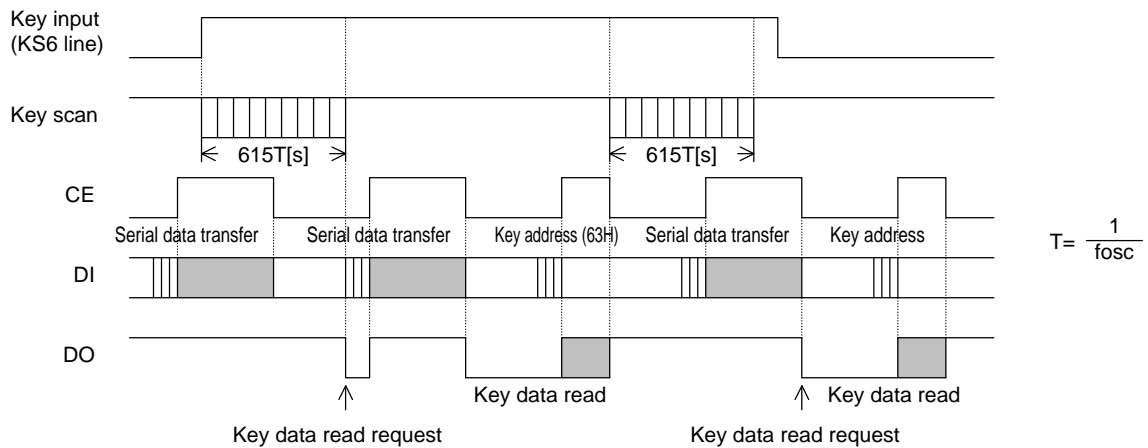 Key input
(KS6 line)
Key scan
615T[s]
615T[s]
CE
Serial data transfer
Serial data transfer
Key address (63H)
Serial data transfer
Key address
T= 1
fosc
DI
DO
Key data read
Key data read
Key data read request
Key data read request